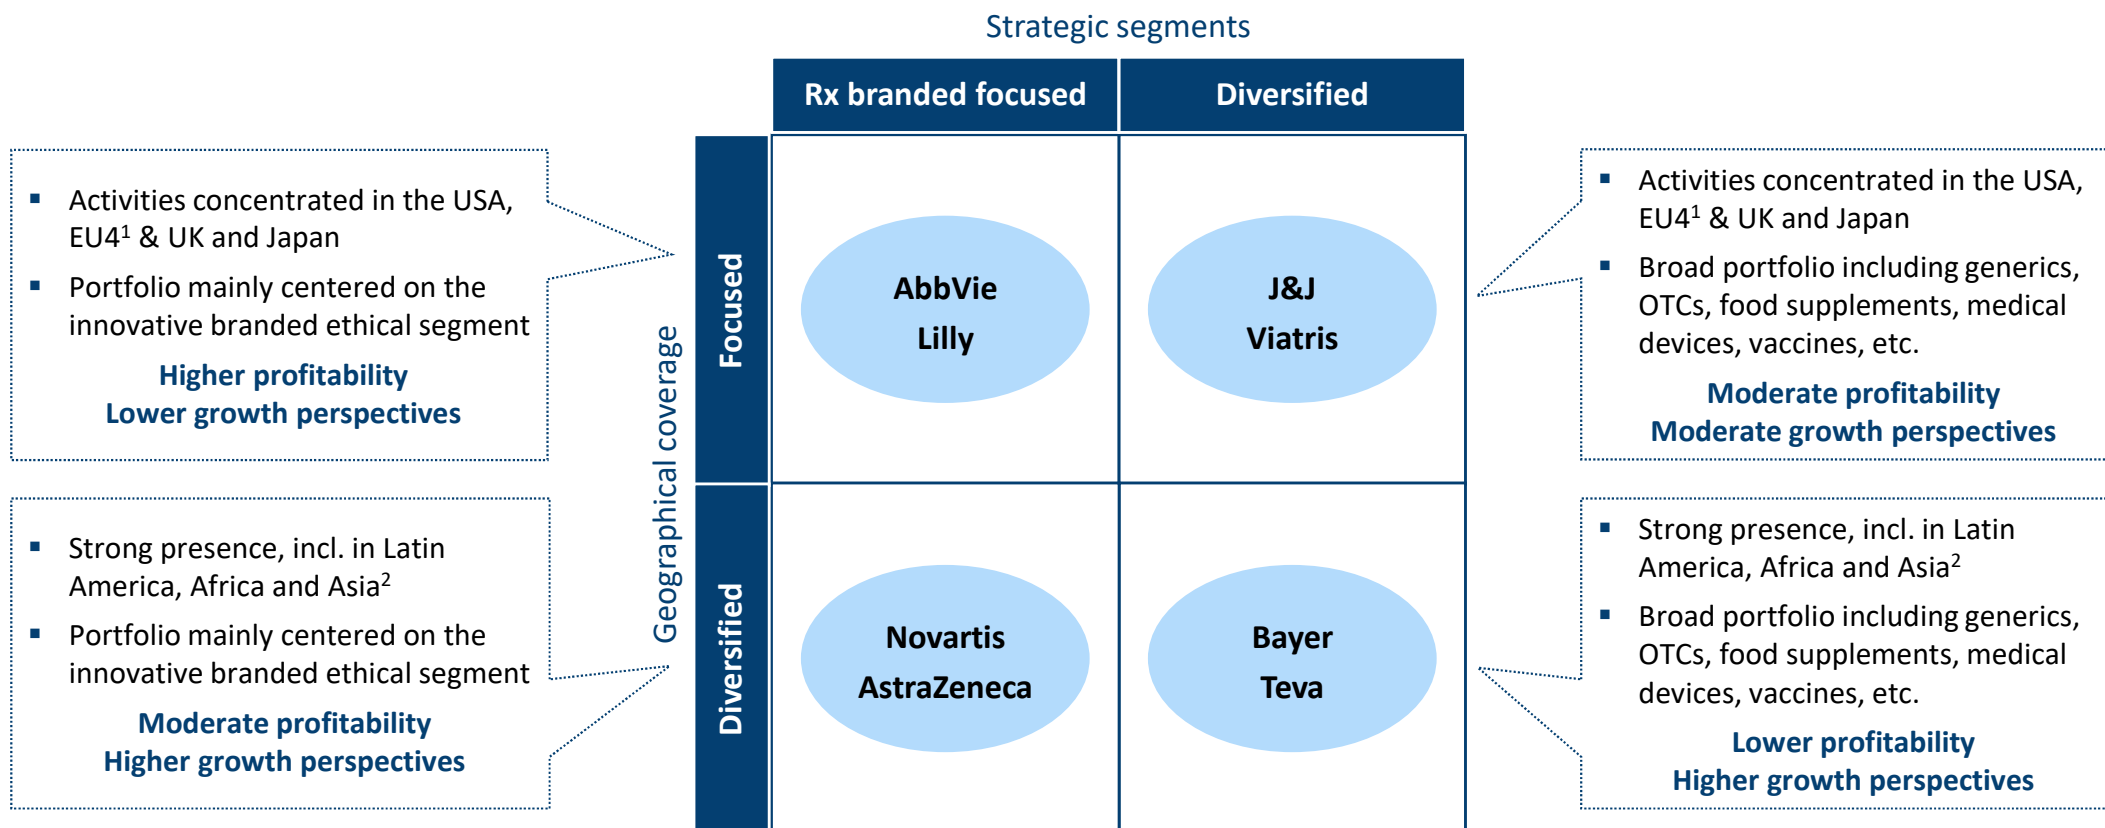 Strategic segments
Rx branded focused
Diversified
Geographical coverage
Focused
Diversified
▪ Activities concentrated in the USA,
EU4¹ & UK and Japan
▪ Portfolio mainly centered on the
innovative branded ethical segment
Higher profitability
Lower growth perspectives
AbbVie
Lilly
J&J
Viatris
▪ Activities concentrated in the USA,
EU4¹ & UK and Japan
▪ Broad portfolio including generics,
OTCs, food supplements, medical
devices, vaccines, etc.
Moderate profitability
Moderate growth perspectives
▪ Strong presence, incl. in Latin
America, Africa and Asia²
▪ Portfolio mainly centered on the
innovative branded ethical segment
Moderate profitability
Higher growth perspectives
Novartis
AstraZeneca
Bayer
Teva
▪ Strong presence, incl. in Latin
America, Africa and Asia²
▪ Broad portfolio including generics,
OTCs, food supplements, medical
devices, vaccines, etc.
Lower profitability
Higher growth perspectives